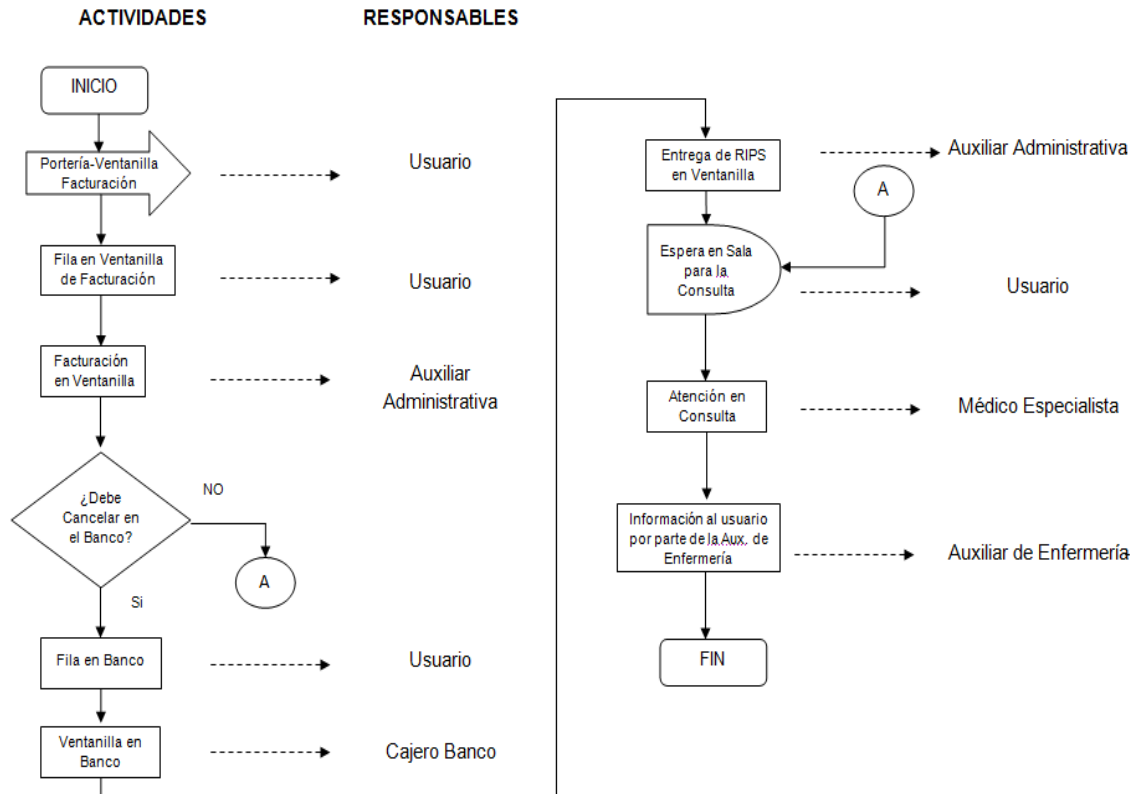 ACTIVIDADES
RESPONSABLES
INICIO
Portería-Ventanilla
Facturación
Usuario
Fila en Ventanilla
de Facturación
Usuario
Facturación
en Ventanilla
Auxiliar
Administrativa
¿Debe
Cancelar en
el Banco?
NO
A
Si
Fila en Banco
Usuario
Ventanilla en
Banco
Cajero Banco
Entrega de RIPS
en Ventanilla
Auxiliar Administrativa
A
Espera en Sala
para la
Consulta
Usuario
Atención en
Consulta
Médico Especialista
Información al usuario
por parte de la Aux. de
Enfermería
Auxiliar de Enfermería
FIN